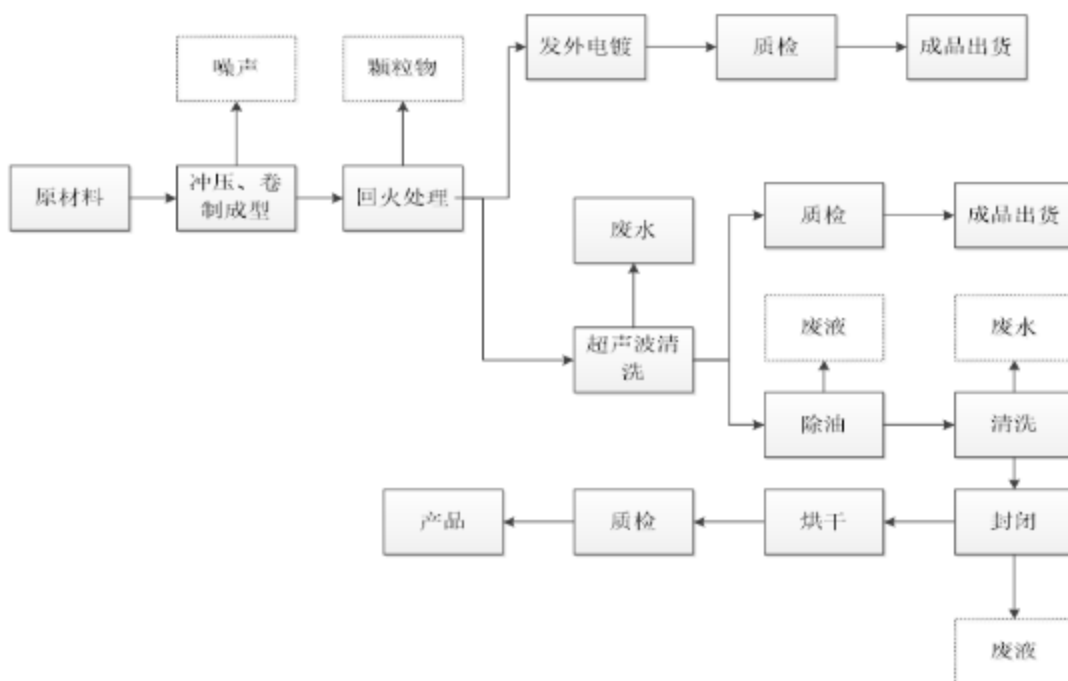 发外电镀
质检
成品出货
噪声
颗粒物
原材料
冲压、卷
制成型
回火处理
废水
质检
成品出货
超声波清
洗
废液
废水
除油
清洗
产品
质检
烘干
封闭
废液